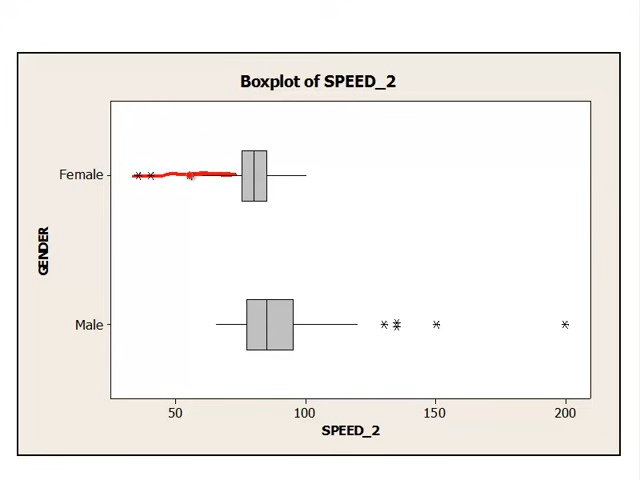 Boxplot of SPEED_2
Female
GENDER
Male
50 100 150 200
SPEED_2